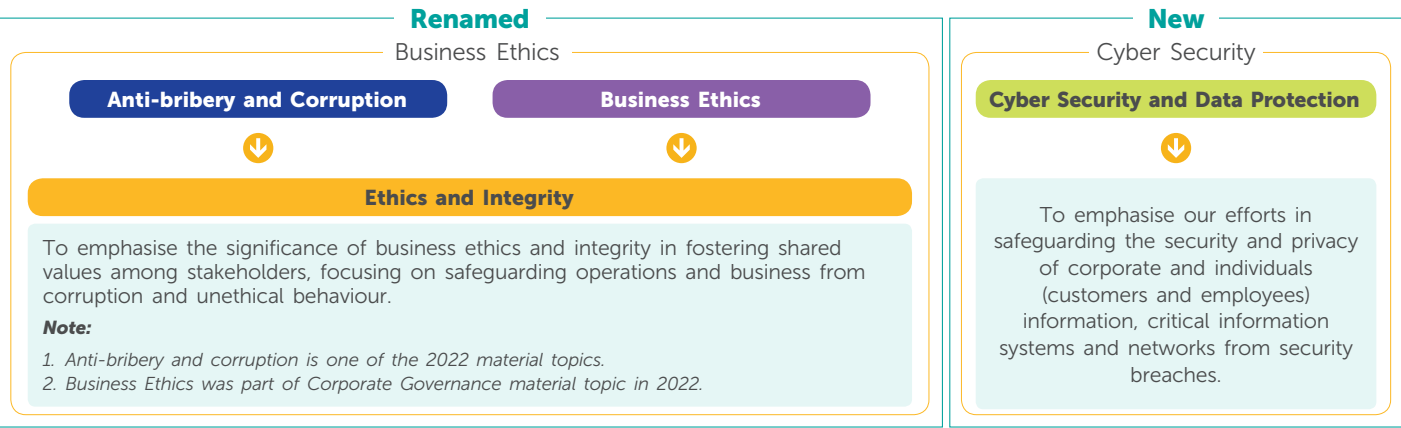 Renamed
Business Ethics
Anti-bribery and Corruption
Business Ethics
Ethics and Integrity
To emphasise the significance of business ethics and integrity in fostering shared
values among stakeholders, focusing on safeguarding operations and business from
corruption and unethical behaviour.
Note:
1. Anti-bribery and corruption is one of the 2022 material topics.
2. Business Ethics was part of Corporate Governance material topic in 2022.
New
Cyber Security
Cyber Security and Data Protection
To emphasise our efforts in
safeguarding the security and privacy
of corporate and individuals
(customers and employees)
information, critical information
systems and networks from security
breaches.